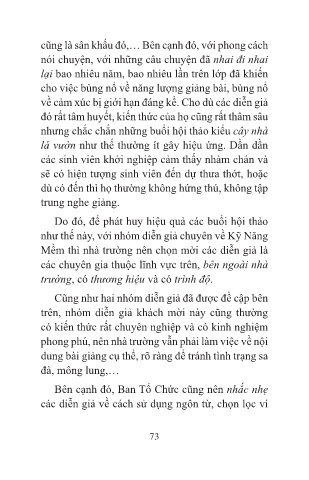 cũng là sân khấu đó,… Bên cạnh đó, với phong cách
nói chuyện, với những câu chuyện đã nhai đi nhai
lại bao nhiêu năm, bao nhiêu lần trên lớp đã khiến
cho việc bùng nổ về năng lượng giảng bài, bùng nổ
về cảm xúc bị giới hạn đáng kể. Cho dù các diễn giả
đó rất tâm huyết, kiến thức của họ cũng rất thâm sâu
nhưng chắc chắn những buổi hội thảo kiểu cây nhà
lá vườn như thế thường ít gây hiệu ứng. Dần dần
các sinh viên khởi nghiệp cảm thấy nhàm chán và
sẽ có hiện tượng sinh viên đến dự thưa thớt, hoặc
dù có đến thì họ thường không hứng thú, không tập
trung nghe giảng.
Do đó, để phát huy hiệu quả các buổi hội thảo
như thế này, với nhóm diễn giả chuyên về Kỹ Năng
Mềm thì nhà trường nên chọn mời các diễn giả là
các chuyên gia thuộc lĩnh vực trên, bên ngoài nhà
trường, có thương hiệu và có trình độ.
Cũng như hai nhóm diễn giả đã được đề cập bên
trên, nhóm diễn giả khách mời này cũng thường
có kiến thức rất chuyên nghiệp và có kinh nghiệm
phong phú, nên nhà trường vẫn phải làm việc về nội
dung bài giảng cụ thể, rõ ràng để tránh tình trạng sa
đà, mông lung,…
Bên cạnh đó, Ban Tổ Chức cũng nên nhắc nhẹ
các diễn giả về cách sử dụng ngôn từ, chọn lọc ví
73